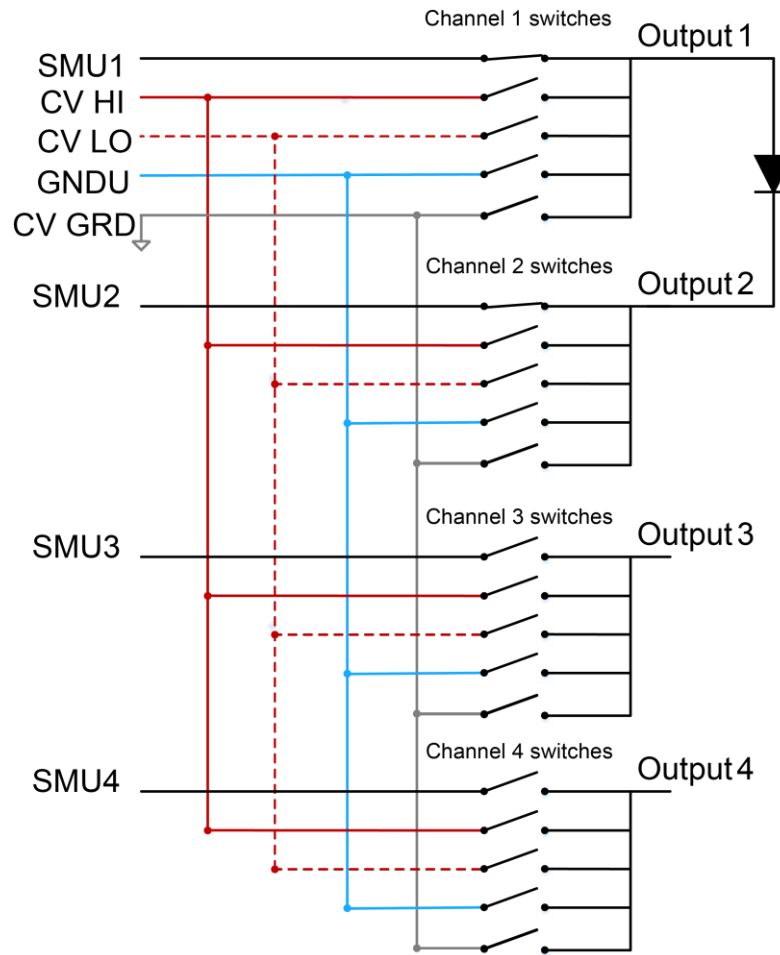 Channel 1 switches
Output 1
SMU1
CV HI
CV LO
GNDU
CV GRD
Channel 2 switches
Output 2
SMU2
Channel 3 switches
Output 3
SMU3
Channel 4 switches
Output 4
SMU4